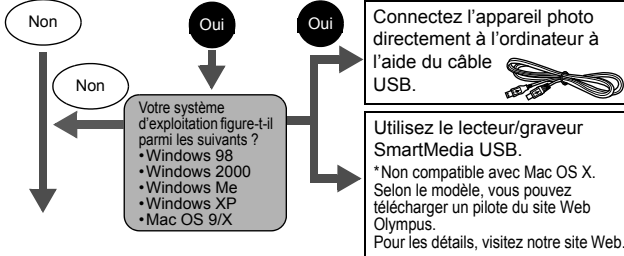 Non
Oui
Oui
Non
Votre système
d'exploitation figure-t-il
parmi les suivants ?
•Windows 98
•Windows 2000
•Windows Me
•Windows XP
•Mac OS 9/X
Connectez l'appareil photo
directement à l'ordinateur à
l'aide du câble
USB.
Utilisez le lecteur/graveur
SmartMedia USB.
*Non compatible avec Mac OS X.
Selon le modèle, vous pouvez
télécharger un pilote du site Web
Olympus.
Pour les détails, visitez notre site Web.